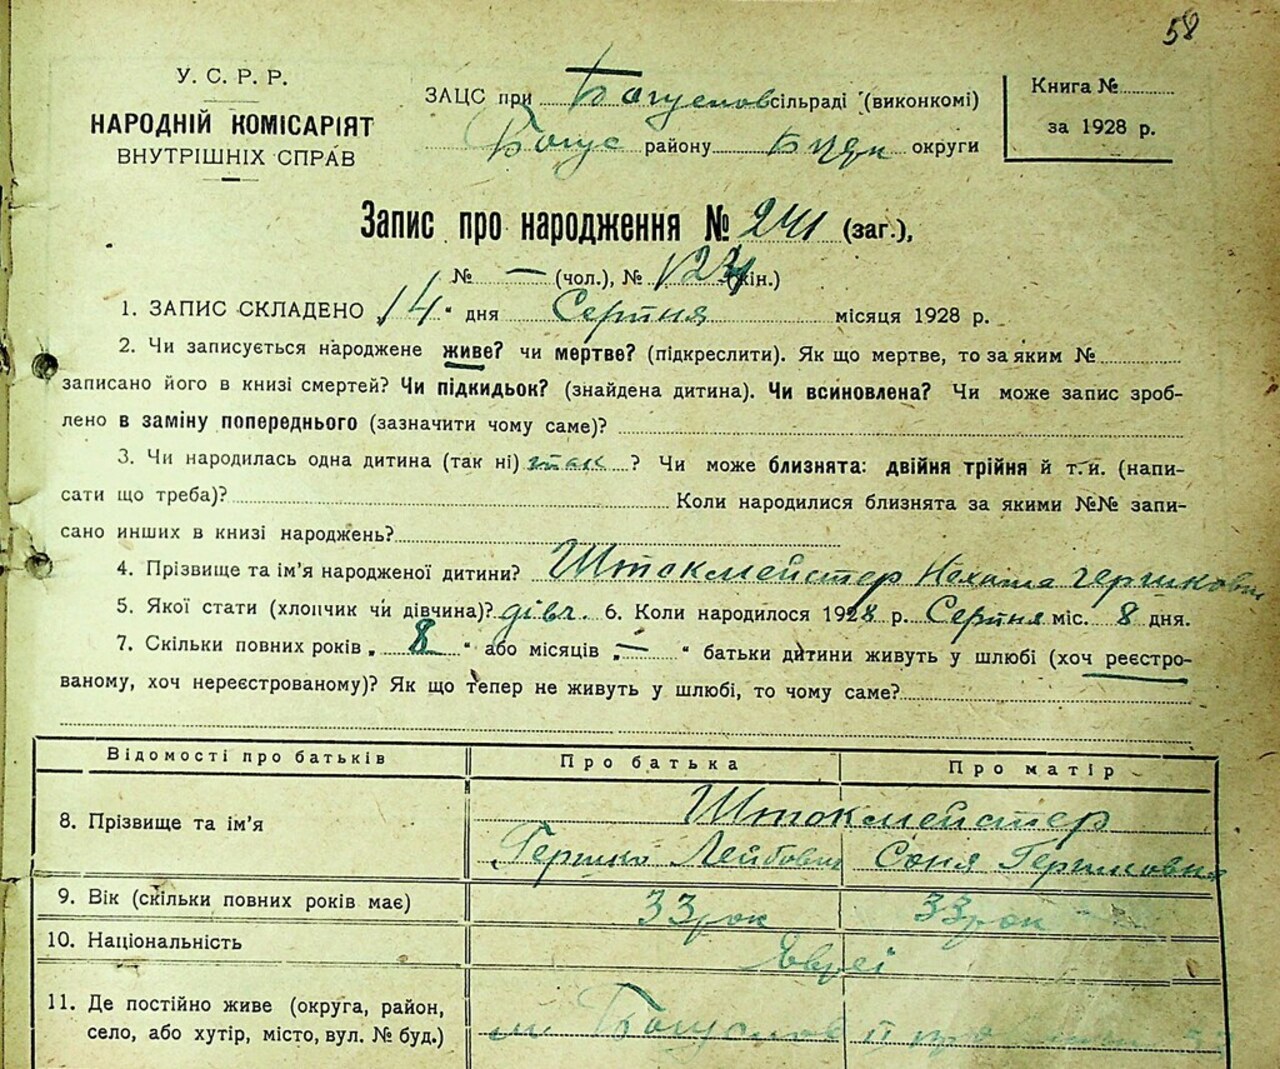 58
У. С. Р. Р.
НАРОДНІЙ КОМІСАРІЯТ
ВНУТРІШНІХ СПРАВ
ЗАЦС при Богуслов сільраді (виконкомі)
Богус району округи
Книга №
за 1928 р.
Запис про народження № 241 (заг.),
№ — (чол.), № 124 (жін.)
1. ЗАПИС СКЛАДЕНО „14“ дня Серпня місяця 1928 р.
2. Чи записується народжене живе? чи мертве? (підкреслити). Як що мертве, то за яким №
записано його в книзі смертей? Чи підкидьок? (знайдена дитина). Чи всиновлена? Чи може запис зроб-
лено в заміну попереднього (зазначити чому саме)?
3. Чи народилась одна дитина (так ні) так ? Чи може близнята: двійня трійня й т. и. (напи-
сати що треба)? Коли народилися близнята за якими №№ запи-
сано инших в книзі народжень?
4. Прізвище та ім'я народженої дитини? Штокмейстер Нехама Гершковн
5. Якої стати (хлопчик чи дівчина)? дівч. 6. Коли народилося 1928 р. Серпня міс. 8 дня.
7. Скільки повних років „8“ або місяців „—“ батьки дитини живуть у шлюбі (хоч реєстро-
ваному, хоч нереєстрованому)? Як що тепер не живуть у шлюбі, то чому саме?
Відомості про батьків Про батька Про матір
8. Прізвище та ім'я Штокмейстер
Гершко Лейбович Соня Гершковна
9. Вік (скільки повних років має) 33 рок 33 рок
10. Національність Євреї
11. Де постійно живе (округа, район,
село, або хутір, місто, вул. № буд.) м. Богуслов